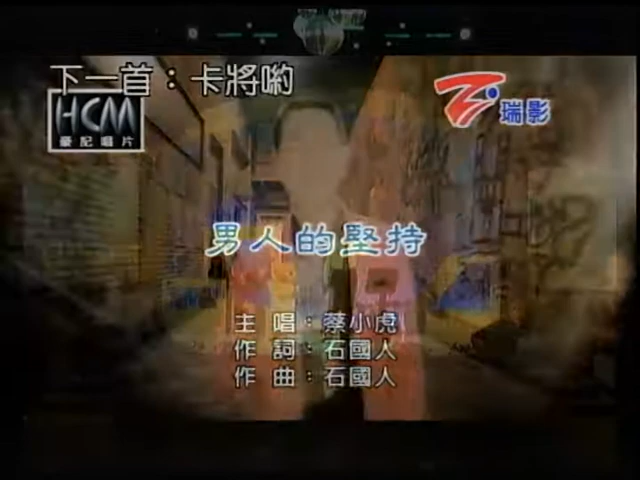 下一首：卡將喲
HCM
豪記唱片
瑞影
男人的堅持
主 唱：蔡小虎
作 詞：石國人
作 曲：石國人